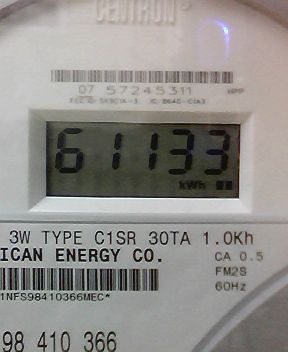 CENTRON
07 57245311
61133
kWh
3W TYPE C1SR 30TA 1.0Kh
ICAN ENERGY CO.
CA 0.5
FM2S
60Hz
1NFS98410366MEC*
98 410 366